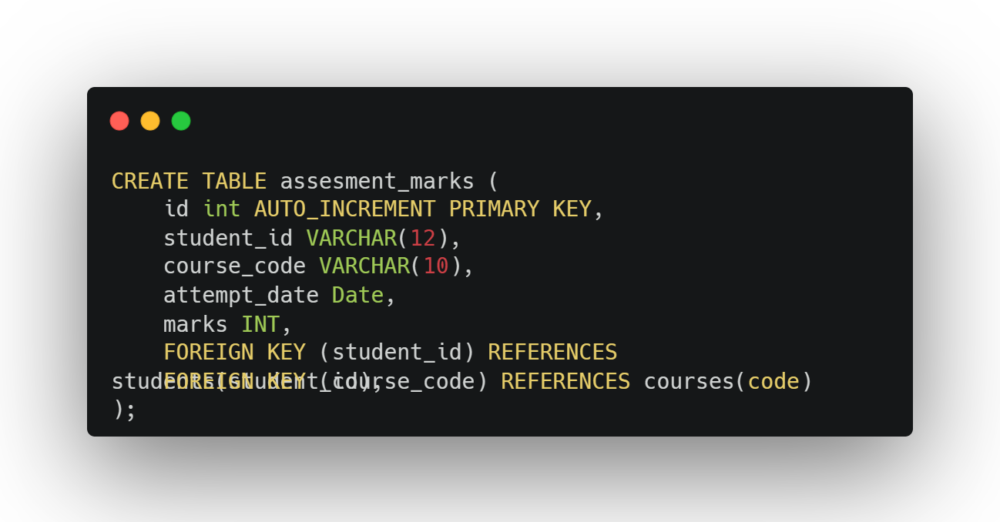 CREATE TABLE assesment_marks (
    id int AUTO_INCREMENT PRIMARY KEY,
    student_id VARCHAR(12),
    course_code VARCHAR(10),
    attempt_date Date,
    marks INT,
    FOREIGN KEY (student_id) REFERENCES
students(student_id),
    FOREIGN KEY (course_code) REFERENCES courses(code)
);